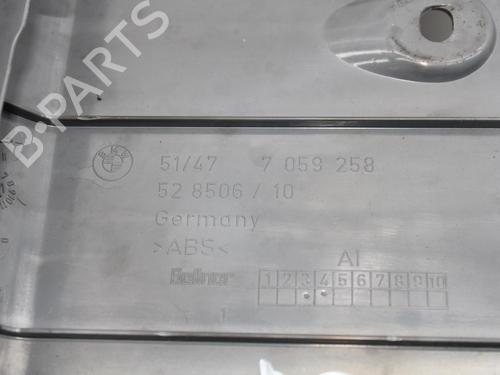 B-PARTS
51/47 7 059 258
52 8506 / 10
Germany
>ABS<
AI
1 2 3 4 5 6 7 8 9 10
1